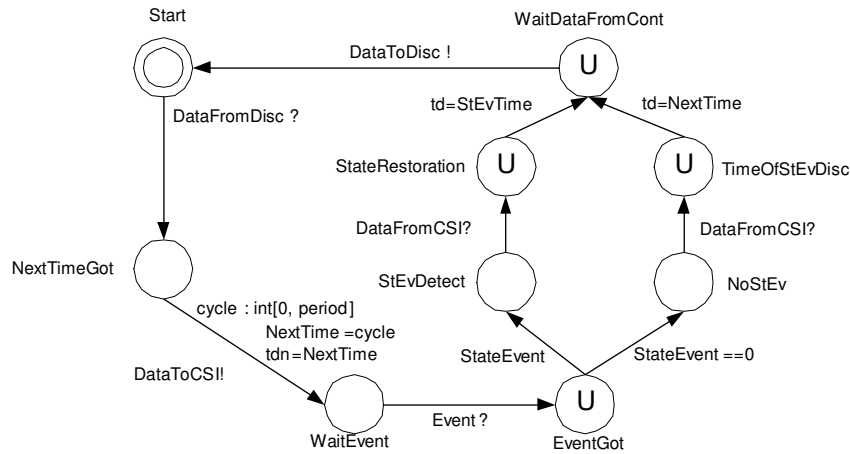 Start
WaitDataFromCont
DataToDisc !
U
DataFromDisc ?
td=StEvTime
td=NextTime
StateRestoration
U
U
TimeOfStEvDisc
DataFromCSI?
DataFromCSI?
NextTimeGot
StEvDetect
NoStEv
cycle : int[0, period]
NextTime =cycle
tdn=NextTime
DataToCSI!
StateEvent
StateEvent ==0
U
Event ?
WaitEvent
EventGot